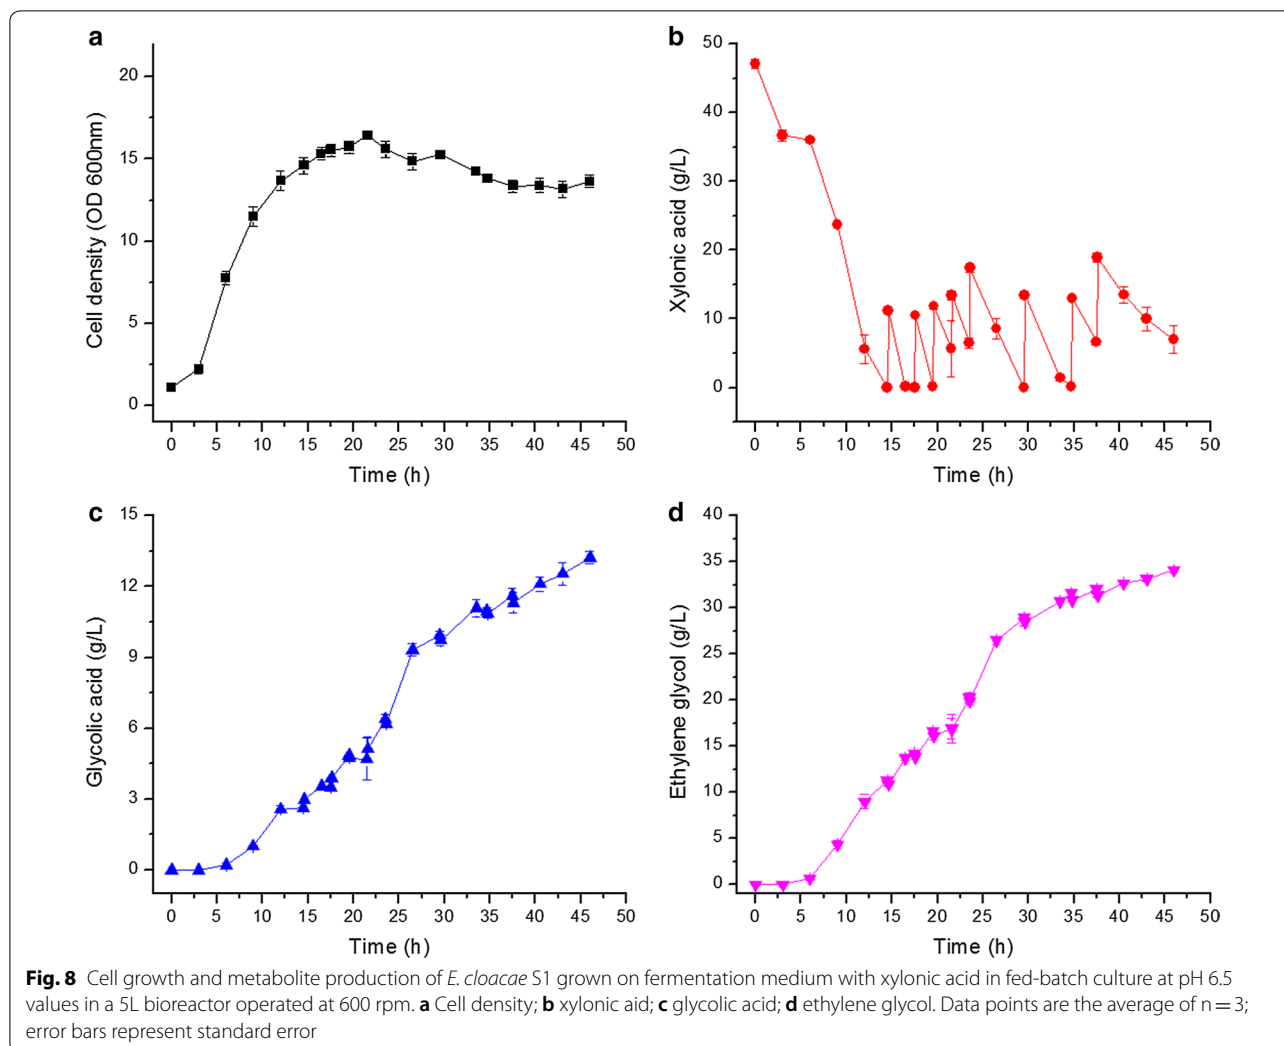 a
20
15
10
5
0
Cell density (OD 600nm)
0 5 10 15 20 25 30 35 40 45 50
Time (h)
b
50
40
30
20
10
0
Xylonic acid (g/L)
0 5 10 15 20 25 30 35 40 45 50
Time (h)
c
15
12
9
6
3
0
Glycolic acid (g/L)
0 5 10 15 20 25 30 35 40 45 50
Time (h)
d
40
35
30
25
20
15
10
5
0
Ethylene glycol (g/L)
0 5 10 15 20 25 30 35 40 45 50
Time (h)
Fig. 8 Cell growth and metabolite production of E. cloacae S1 grown on fermentation medium with xylonic acid in fed-batch culture at pH 6.5
values in a 5L bioreactor operated at 600 rpm. a Cell density; b xylonic aid; c glycolic acid; d ethylene glycol. Data points are the average of n = 3;
error bars represent standard error